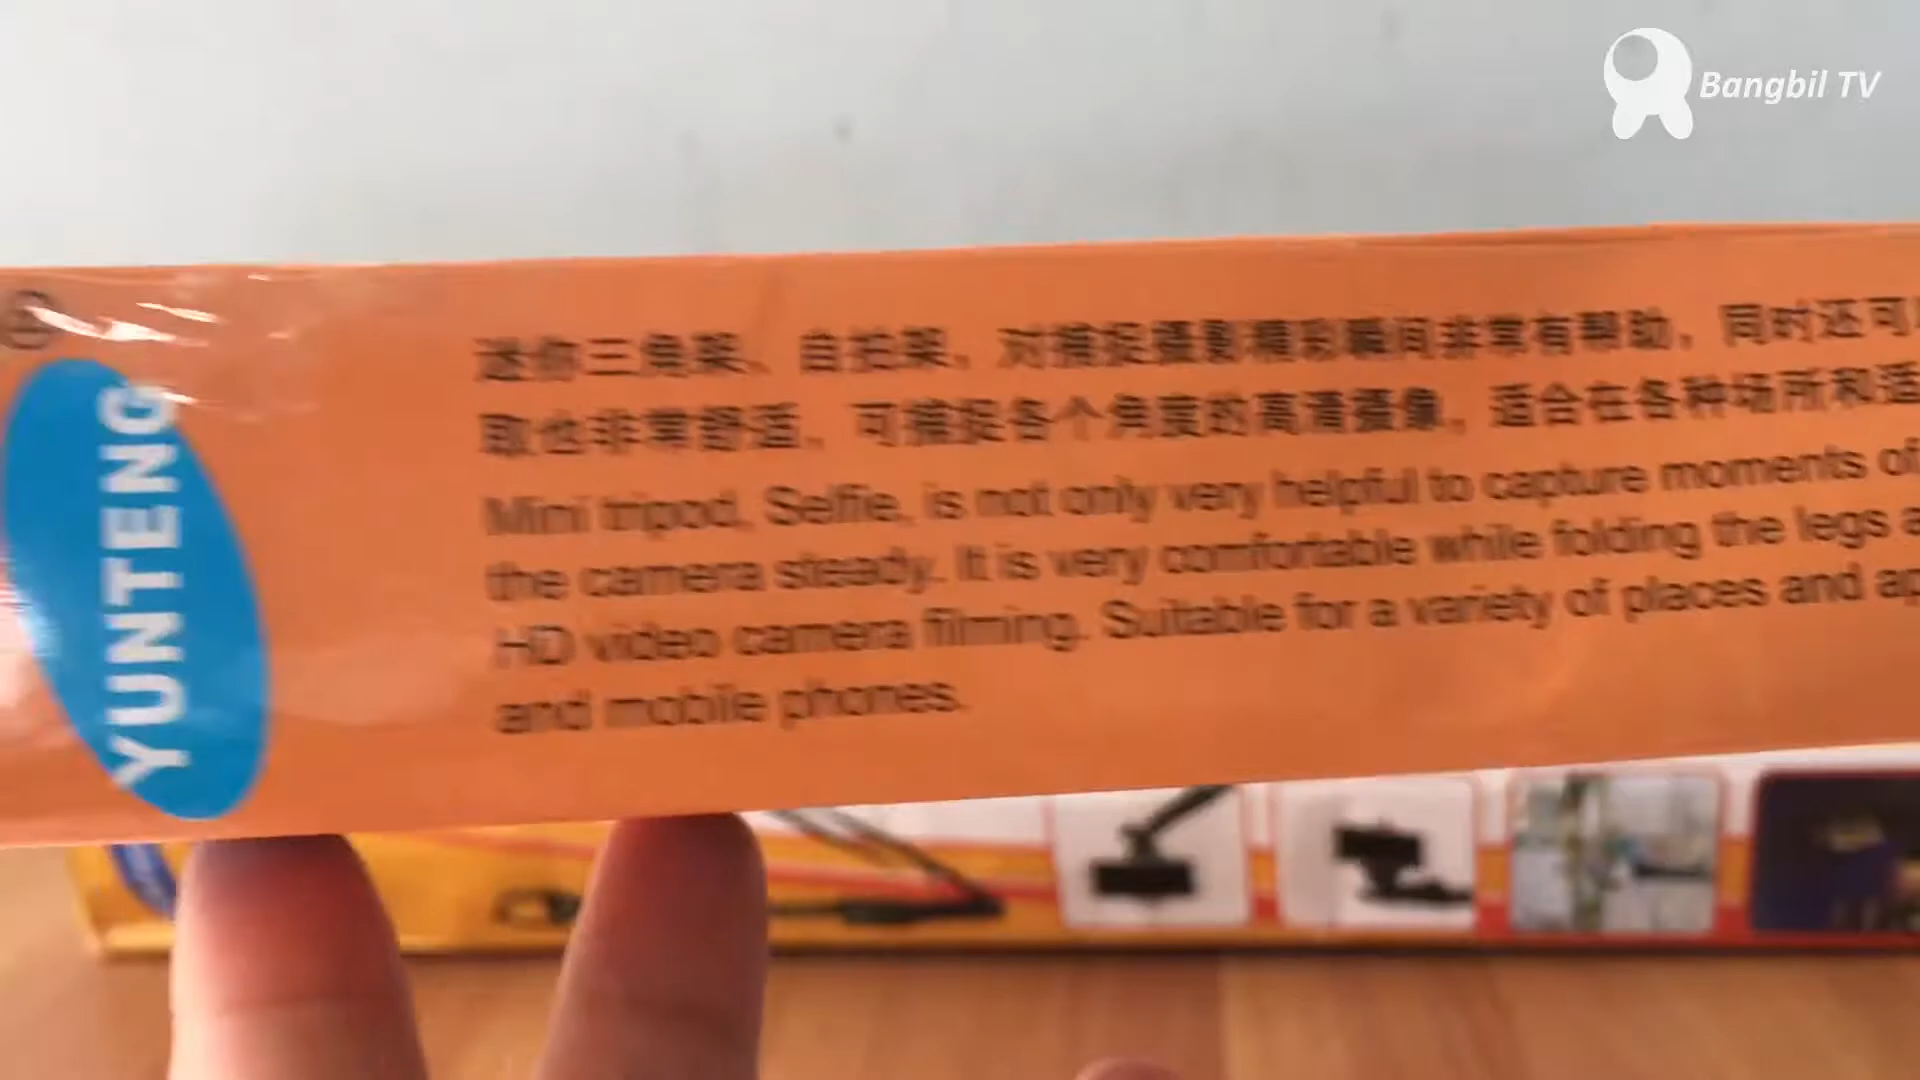 Bangbil TV
YUNTENG
迷你三角架、自拍架，对捕捉摄影精彩瞬间非常有帮助，同时还可
取也非常舒适，可捕捉各个角度的高清摄像，适合在各种场所和适
Mini tripod, Selfie, is not only very helpful to capture moments of
the camera steady. It is very comfortable while folding the legs
HD video camera filming. Suitable for a variety of places and
and mobile phones.